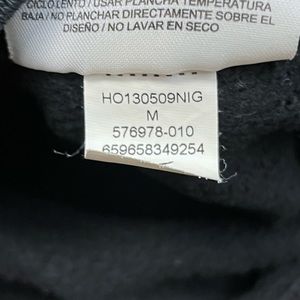 CICLO LENTO / USAR PLANCHA TEMPERATURA
BAJA / NO PLANCHAR DIRECTAMENTE SOBRE EL
DISEÑO / NO LAVAR EN SECO
HO130509NIG
M
576978-010
659658349254